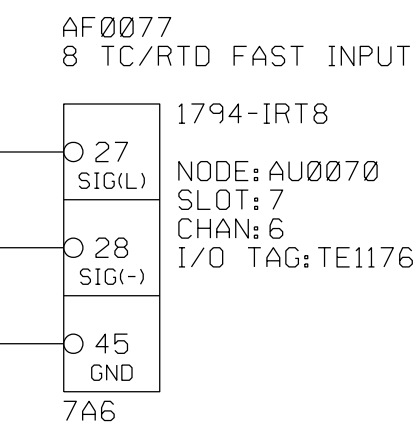 AF0077
8 TC/RTD FAST INPUT
1794-IRT8
27
SIG(L)
NODE:AU0070
SLOT:7
CHAN:6
I/O TAG:TE1176
28
SIG(-)
45
GND
7A6